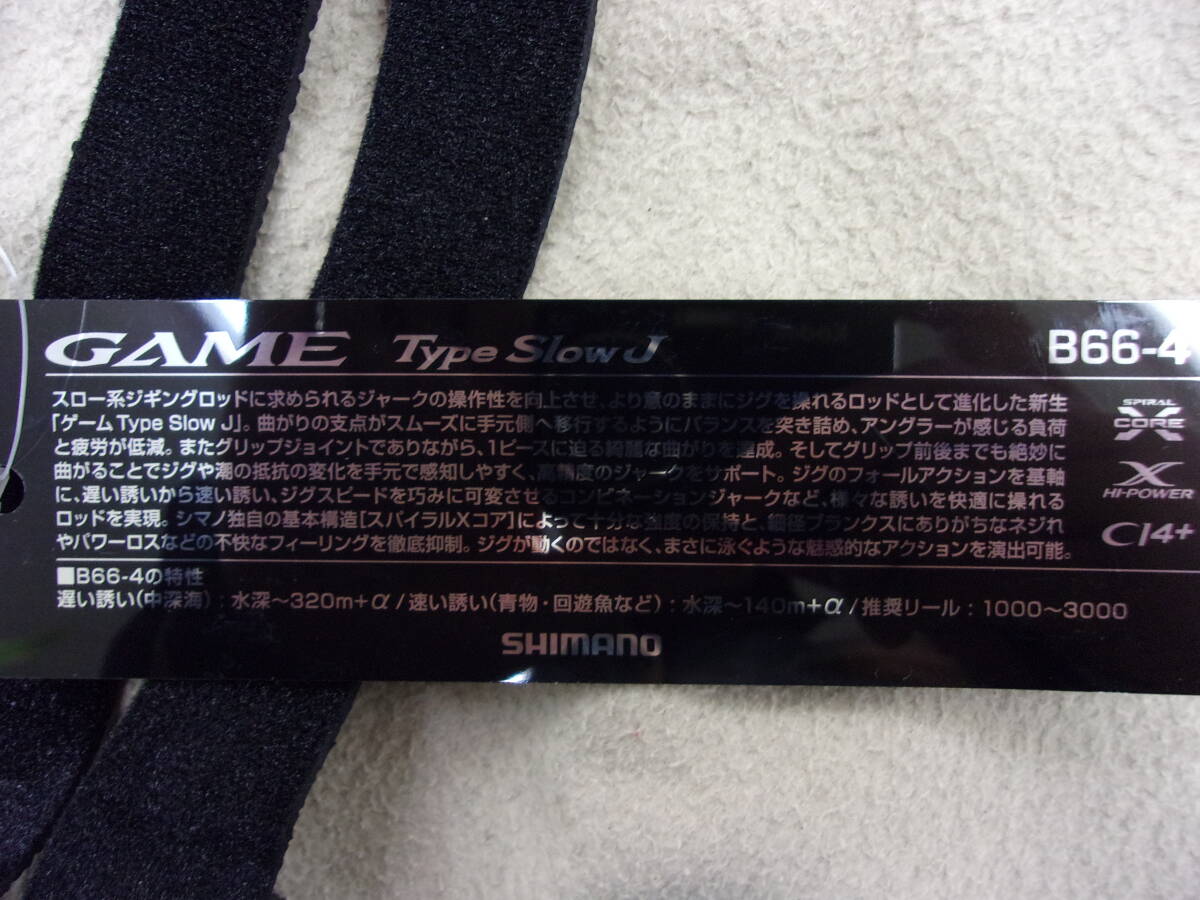 GAME Type Slow J B66-4
スロー系ジギングロッドに求められるジャークの操作性を向上させ、より意のままにジグを操れるロッドとして進化した新生
「ゲームType Slow J」。曲がりの支点がスムーズに手元側へ移行するようにバランスを突き詰め、アングラーが感じる負荷
と疲労が低減。またグリップジョイントでありながら、1ピースに迫る綺麗な曲がりを達成。そしてグリップ前後までも絶妙に
曲がることでジグや潮の抵抗の変化を手元で感知しやすく、高精度のジャークをサポート。ジグのフォールアクションを基軸
に、遅い誘いから速い誘い、ジグスピードを巧みに可変させるコンビネーションジャークなど、様々な誘いを快適に操れる
ロッドを実現。シマノ独自の基本構造[スパイラルXコア]によって十分な強度の保持と、細径ブランクスにありがちなネジれ
やパワーロスなどの不快なフィーリングを徹底抑制。ジグが動くのではなく、まさに泳ぐような魅惑的なアクションを演出可能。
SPIRAL
X CORE
X
HI-POWER
CI4+
■B66-4の特性
遅い誘い(中深海)：水深～320m+α/速い誘い(青物・回遊魚など)：水深～140m+α/推奨リール：1000～3000
SHIMANO